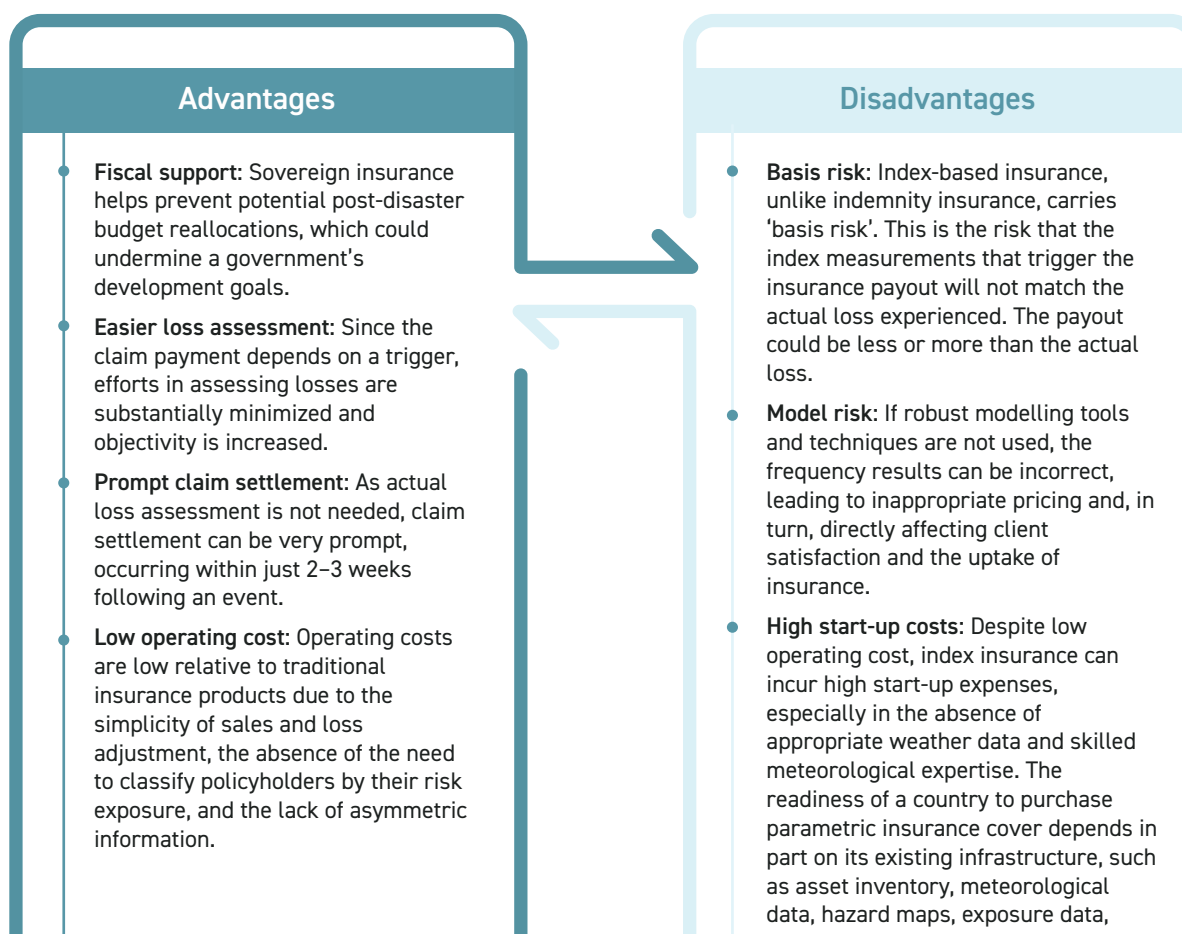 Advantages
Fiscal support: Sovereign insurance
helps prevent potential post-disaster
budget reallocations, which could
undermine a government’s
development goals.
Easier loss assessment: Since the
claim payment depends on a trigger,
efforts in assessing losses are
substantially minimized and
objectivity is increased.
Prompt claim settlement: As actual
loss assessment is not needed, claim
settlement can be very prompt,
occurring within just 2–3 weeks
following an event.
Low operating cost: Operating costs
are low relative to traditional
insurance products due to the
simplicity of sales and loss
adjustment, the absence of the need
to classify policyholders by their risk
exposure, and the lack of asymmetric
information.
Disadvantages
Basis risk: Index-based insurance,
unlike indemnity insurance, carries
‘basis risk’. This is the risk that the
index measurements that trigger the
insurance payout will not match the
actual loss experienced. The payout
could be less or more than the actual
loss.
Model risk: If robust modelling tools
and techniques are not used, the
frequency results can be incorrect,
leading to inappropriate pricing and, in
turn, directly affecting client
satisfaction and the uptake of
insurance.
High start-up costs: Despite low
operating cost, index insurance can
incur high start-up expenses,
especially in the absence of
appropriate weather data and skilled
meteorological expertise. The
readiness of a country to purchase
parametric insurance cover depends in
part on its existing infrastructure, such
as asset inventory, meteorological
data, hazard maps, exposure data,